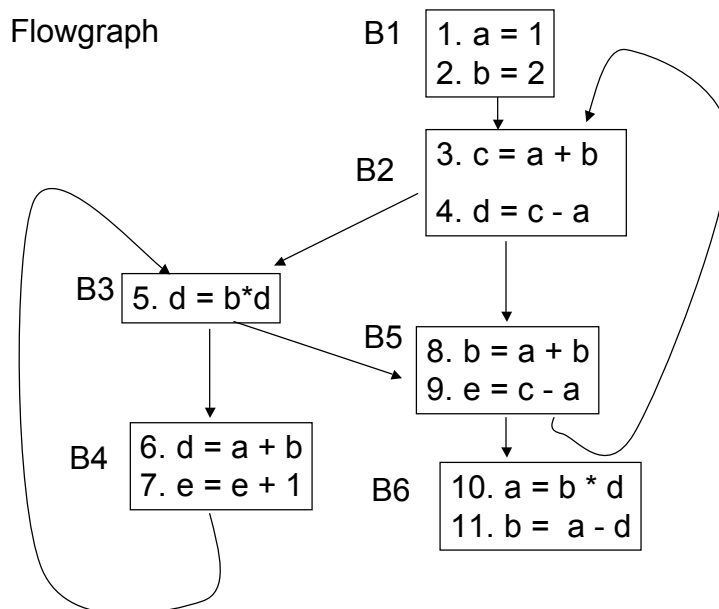 Flowgraph
B1
1. a = 1
2. b = 2
B2
3. c = a + b
4. d = c - a
B3
5. d = b*d
B5
8. b = a + b
9. e = c - a
B4
6. d = a + b
7. e = e + 1
B6
10. a = b * d
11. b = a - d